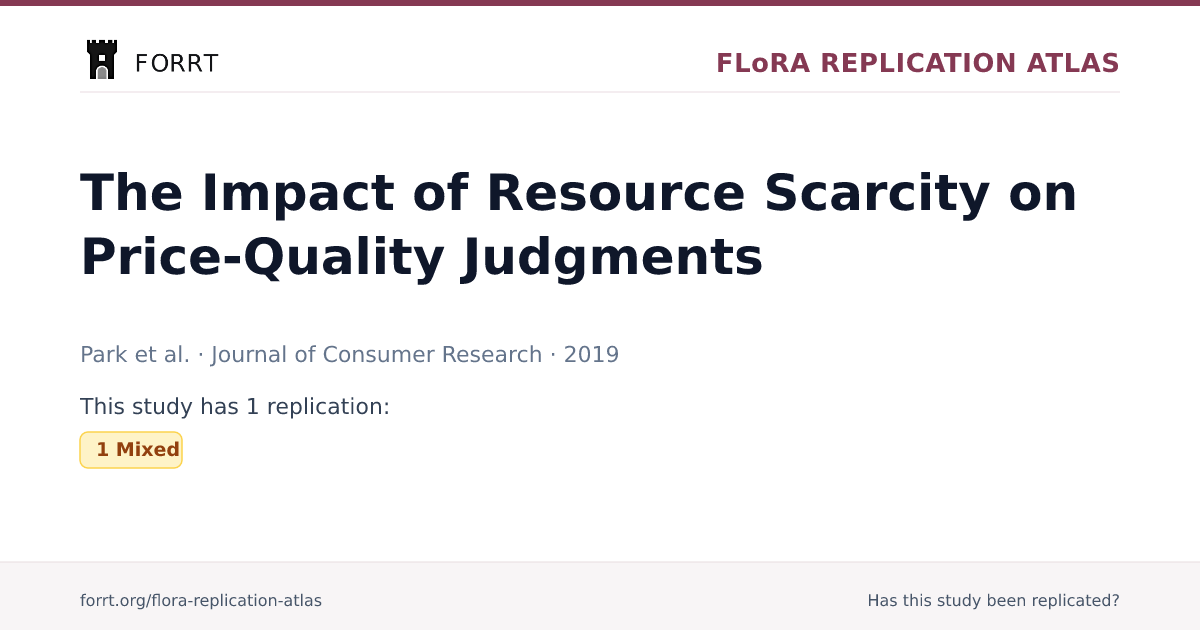 FORRT
FLoRA REPLICATION ATLAS
The Impact of Resource Scarcity on
Price-Quality Judgments
Park et al. · Journal of Consumer Research · 2019
This study has 1 replication:
1 Mixed
forrt.org/flora-replication-atlas
Has this study been replicated?